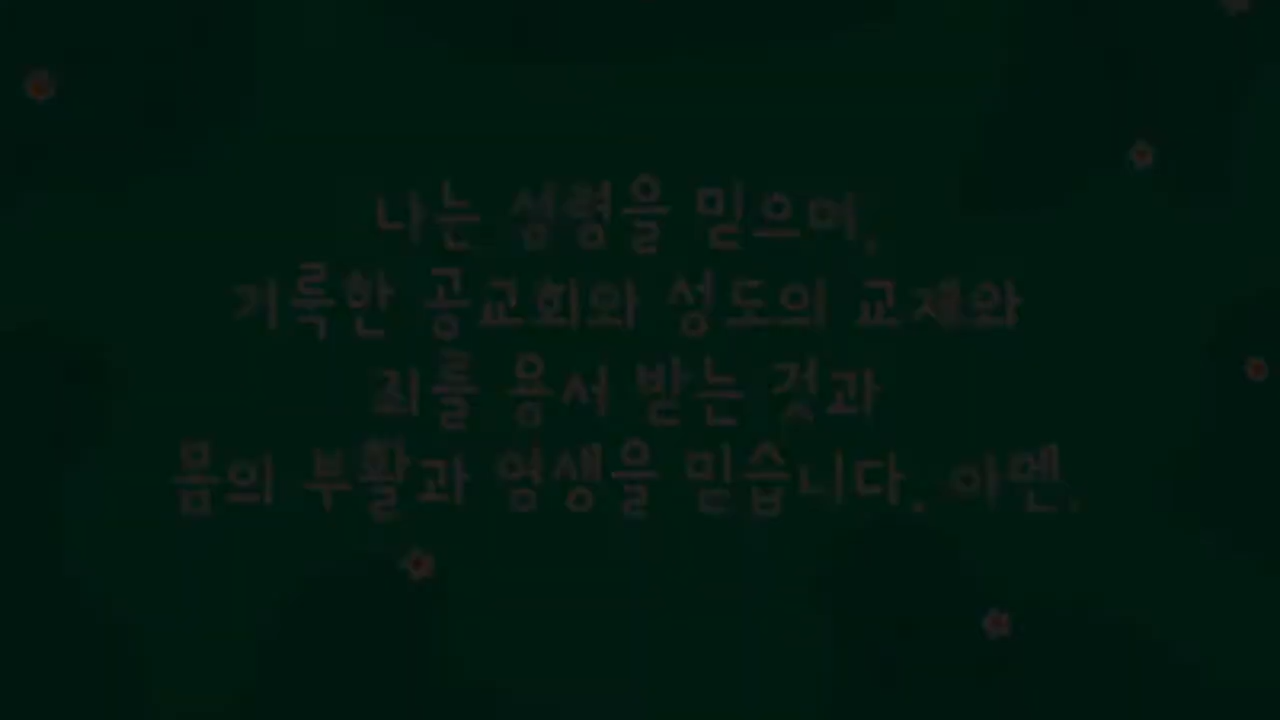 나는 성령을 믿으며,
거룩한 공교회와 성도의 교제와
죄를 용서 받는 것과
몸의 부활과 영생을 믿습니다. 아멘.